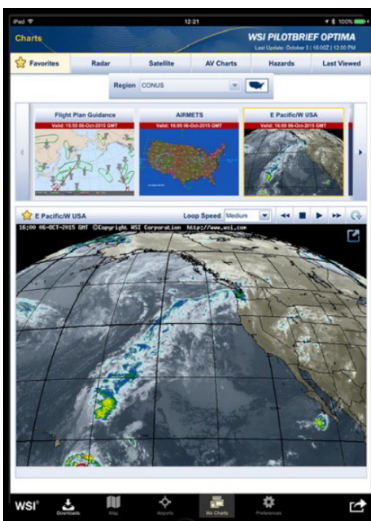 iPad
12:21
100%
Charts
WSI PILOTBRIEF OPTIMA
Last Update: October 6 | 16:00Z | 12:00 PM
Favorites
Radar
Satellite
AV Charts
Hazards
Last Viewed
Region
CONUS
Flight Plan Guidance
Valid: 18:00 06-Oct-2015 GMT
AIRMETS
Valid: 16:00 06-Oct-2015 GMT
E Pacific/W USA
Valid: 16:00 06-Oct-2015 GMT
E Pacific/W USA
Loop Speed
Medium
16:00 06-OCT-2015 GMT ©Copyright WSI Corporation http://www.wsi.com
WSI
Downloads
Map
Airports
Wx Charts
Preferences